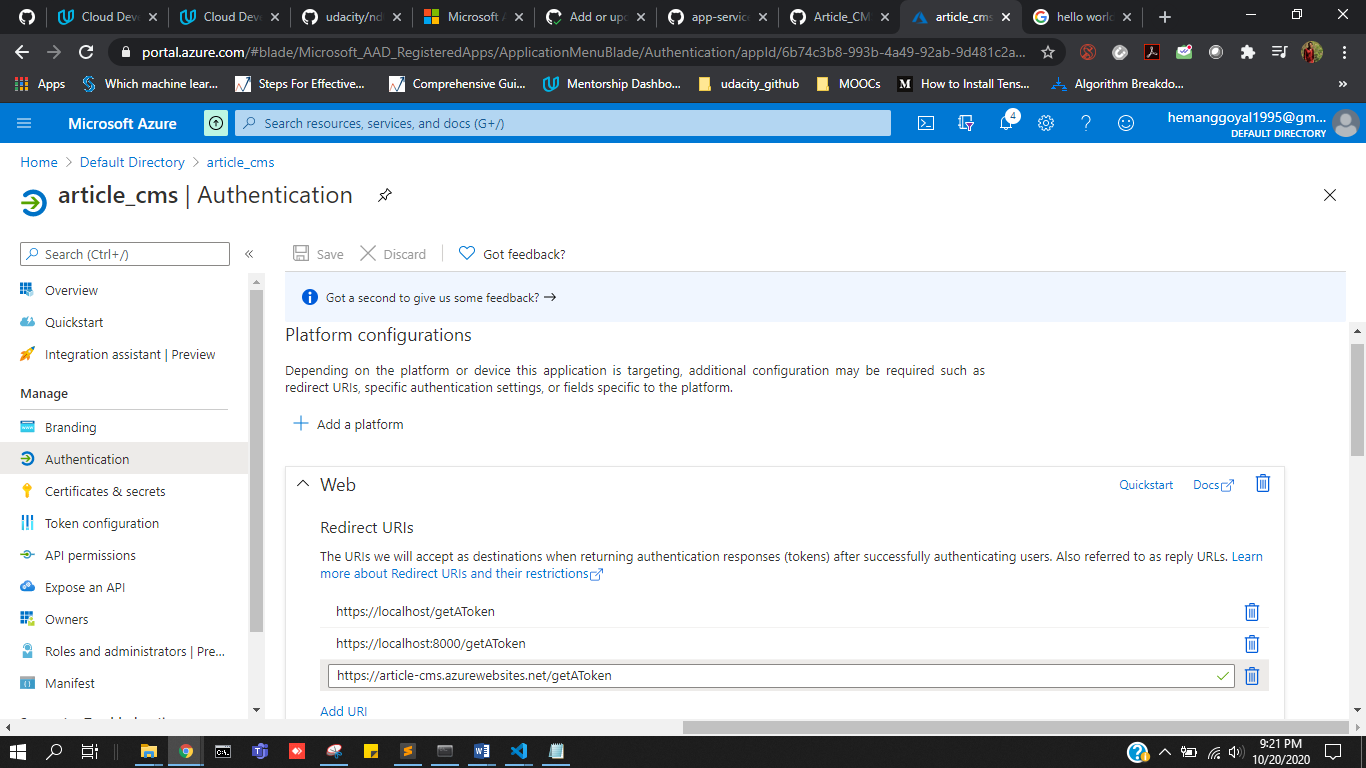 Cloud Deve
Cloud Deve
udacity/nd
Microsoft A
Add or up
app-servic
Article_CM
article_cms
hello worl
portal.azure.com/#blade/Microsoft_AAD_RegisteredApps/ApplicationMenuBlade/Authentication/appId/6b74c3b8-993b-4a49-92ab-9d481c2a...
Apps
Which machine lear...
Steps For Effective...
Comprehensive Gui...
Mentorship Dashbo...
udacity_github
MOOCs
How to Install Tens...
Algorithm Breakdo...
»
Microsoft Azure
Search resources, services, and docs (G+/)
4
hemanggoyal1995@gm...
DEFAULT DIRECTORY
Home > Default Directory > article_cms
article_cms | Authentication
Search (Ctrl+/)
«
Save
Discard
Got feedback?
Overview
Quickstart
Integration assistant | Preview
Manage
Branding
Authentication
Certificates & secrets
Token configuration
API permissions
Expose an API
Owners
Roles and administrators | Pre...
Manifest
Got a second to give us some feedback? →
Platform configurations
Depending on the platform or device this application is targeting, additional configuration may be required such as
redirect URIs, specific authentication settings, or fields specific to the platform.
+ Add a platform
Web
Quickstart
Docs
Redirect URIs
The URIs we will accept as destinations when returning authentication responses (tokens) after successfully authenticating users. Also referred to as reply URLs. Learn
more about Redirect URIs and their restrictions
https://localhost/getAToken
https://localhost:8000/getAToken
https://article-cms.azurewebsites.net/getAToken
Add URI
9:21 PM
10/20/2020